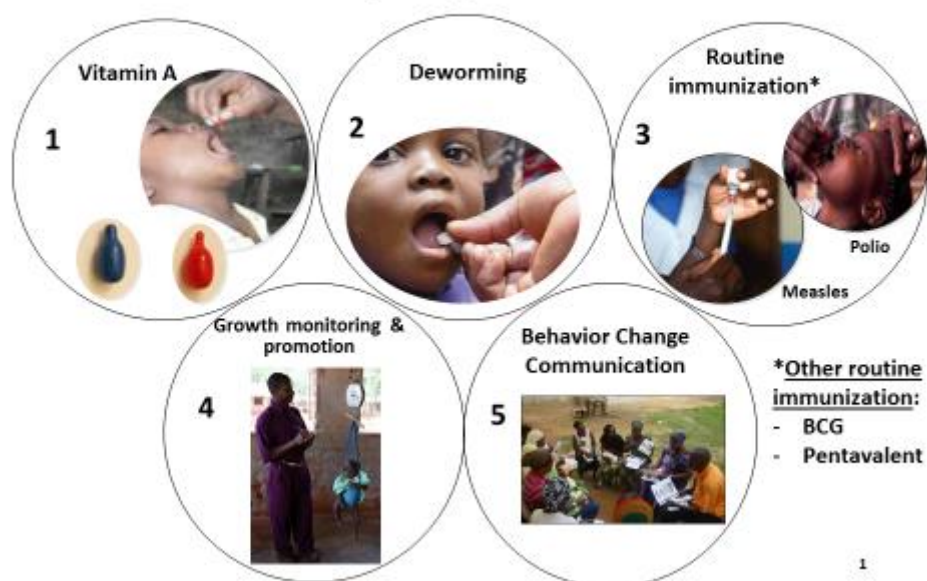 Vitamin A
1
Deworming
2
Routine
immunization*
3
Polio
Measles
Growth monitoring &
promotion
4
Behavior Change
Communication
5
*Other routine
immunization:
- BCG
- Pentavalent
1